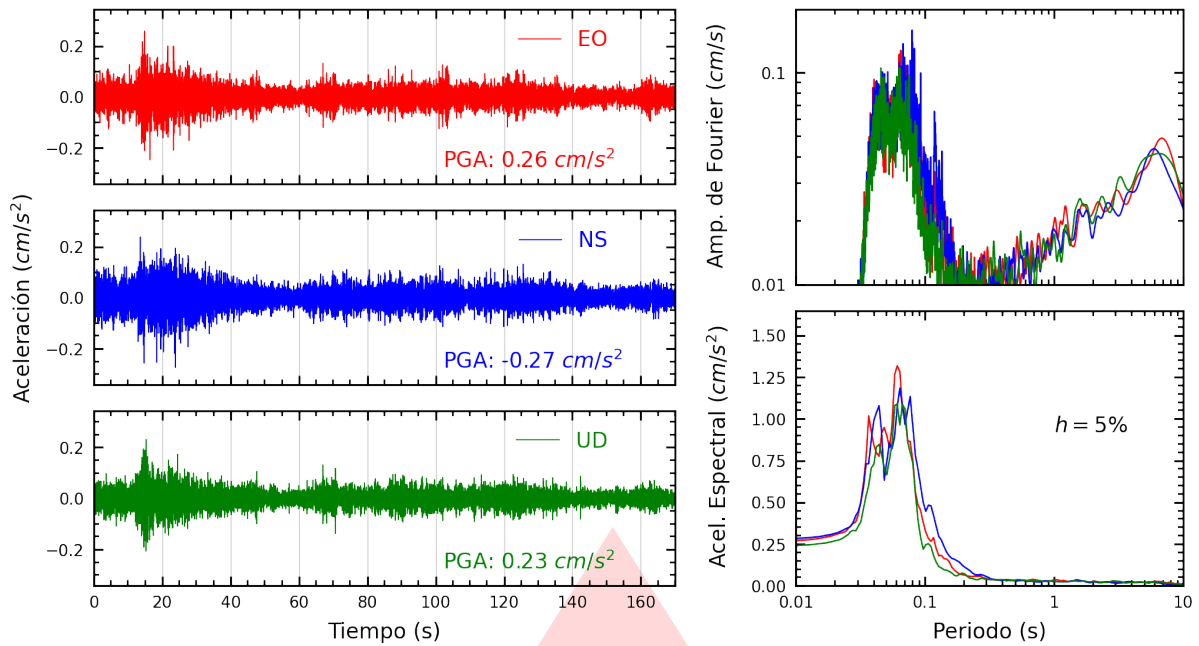 Aceleración (cm/s²)
0.2
0.0
−0.2
EO
PGA: 0.26 cm/s²
0.2
0.0
−0.2
NS
PGA: -0.27 cm/s²
0.2
0.0
−0.2
UD
PGA: 0.23 cm/s²
0 20 40 60 80 100 120 140 160
Tiempo (s)
Amp. de Fourier (cm/s)
0.1
0.01
Acel. Espectral (cm/s²)
1.50
1.25
1.00
0.75
0.50
0.25
0.00
h = 5%
0.01 0.1 1 10
Periodo (s)